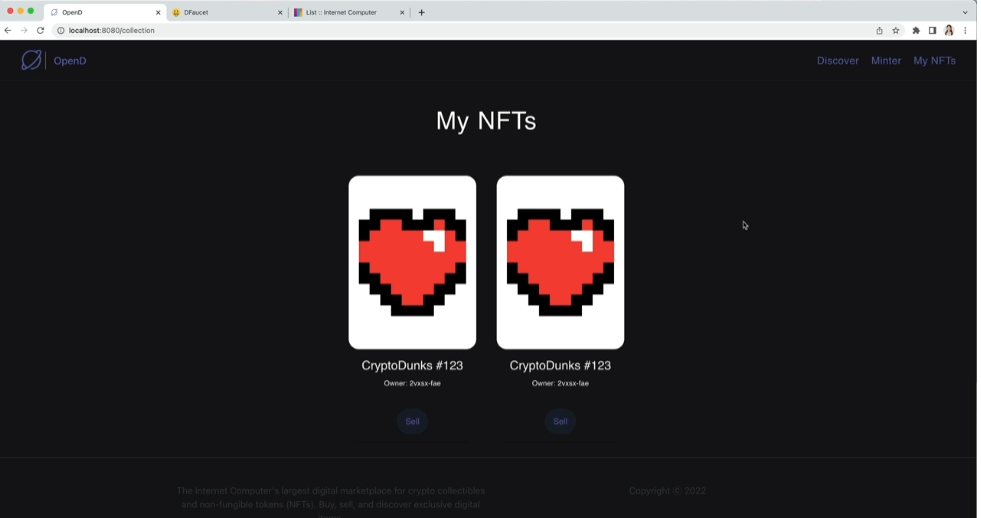 OpenD
DFaucet
List :: Internet Computer
localhost:8080/collection
OpenD
Discover Minter My NFTs
My NFTs
CryptoDunks #123
Owner: 2vxsx-fae
Sell
CryptoDunks #123
Owner: 2vxsx-fae
Sell
The Internet Computer's largest digital marketplace for crypto collectibles
and non-fungible tokens (NFTs). Buy, sell, and discover exclusive digital
items.
Copyright © 2022